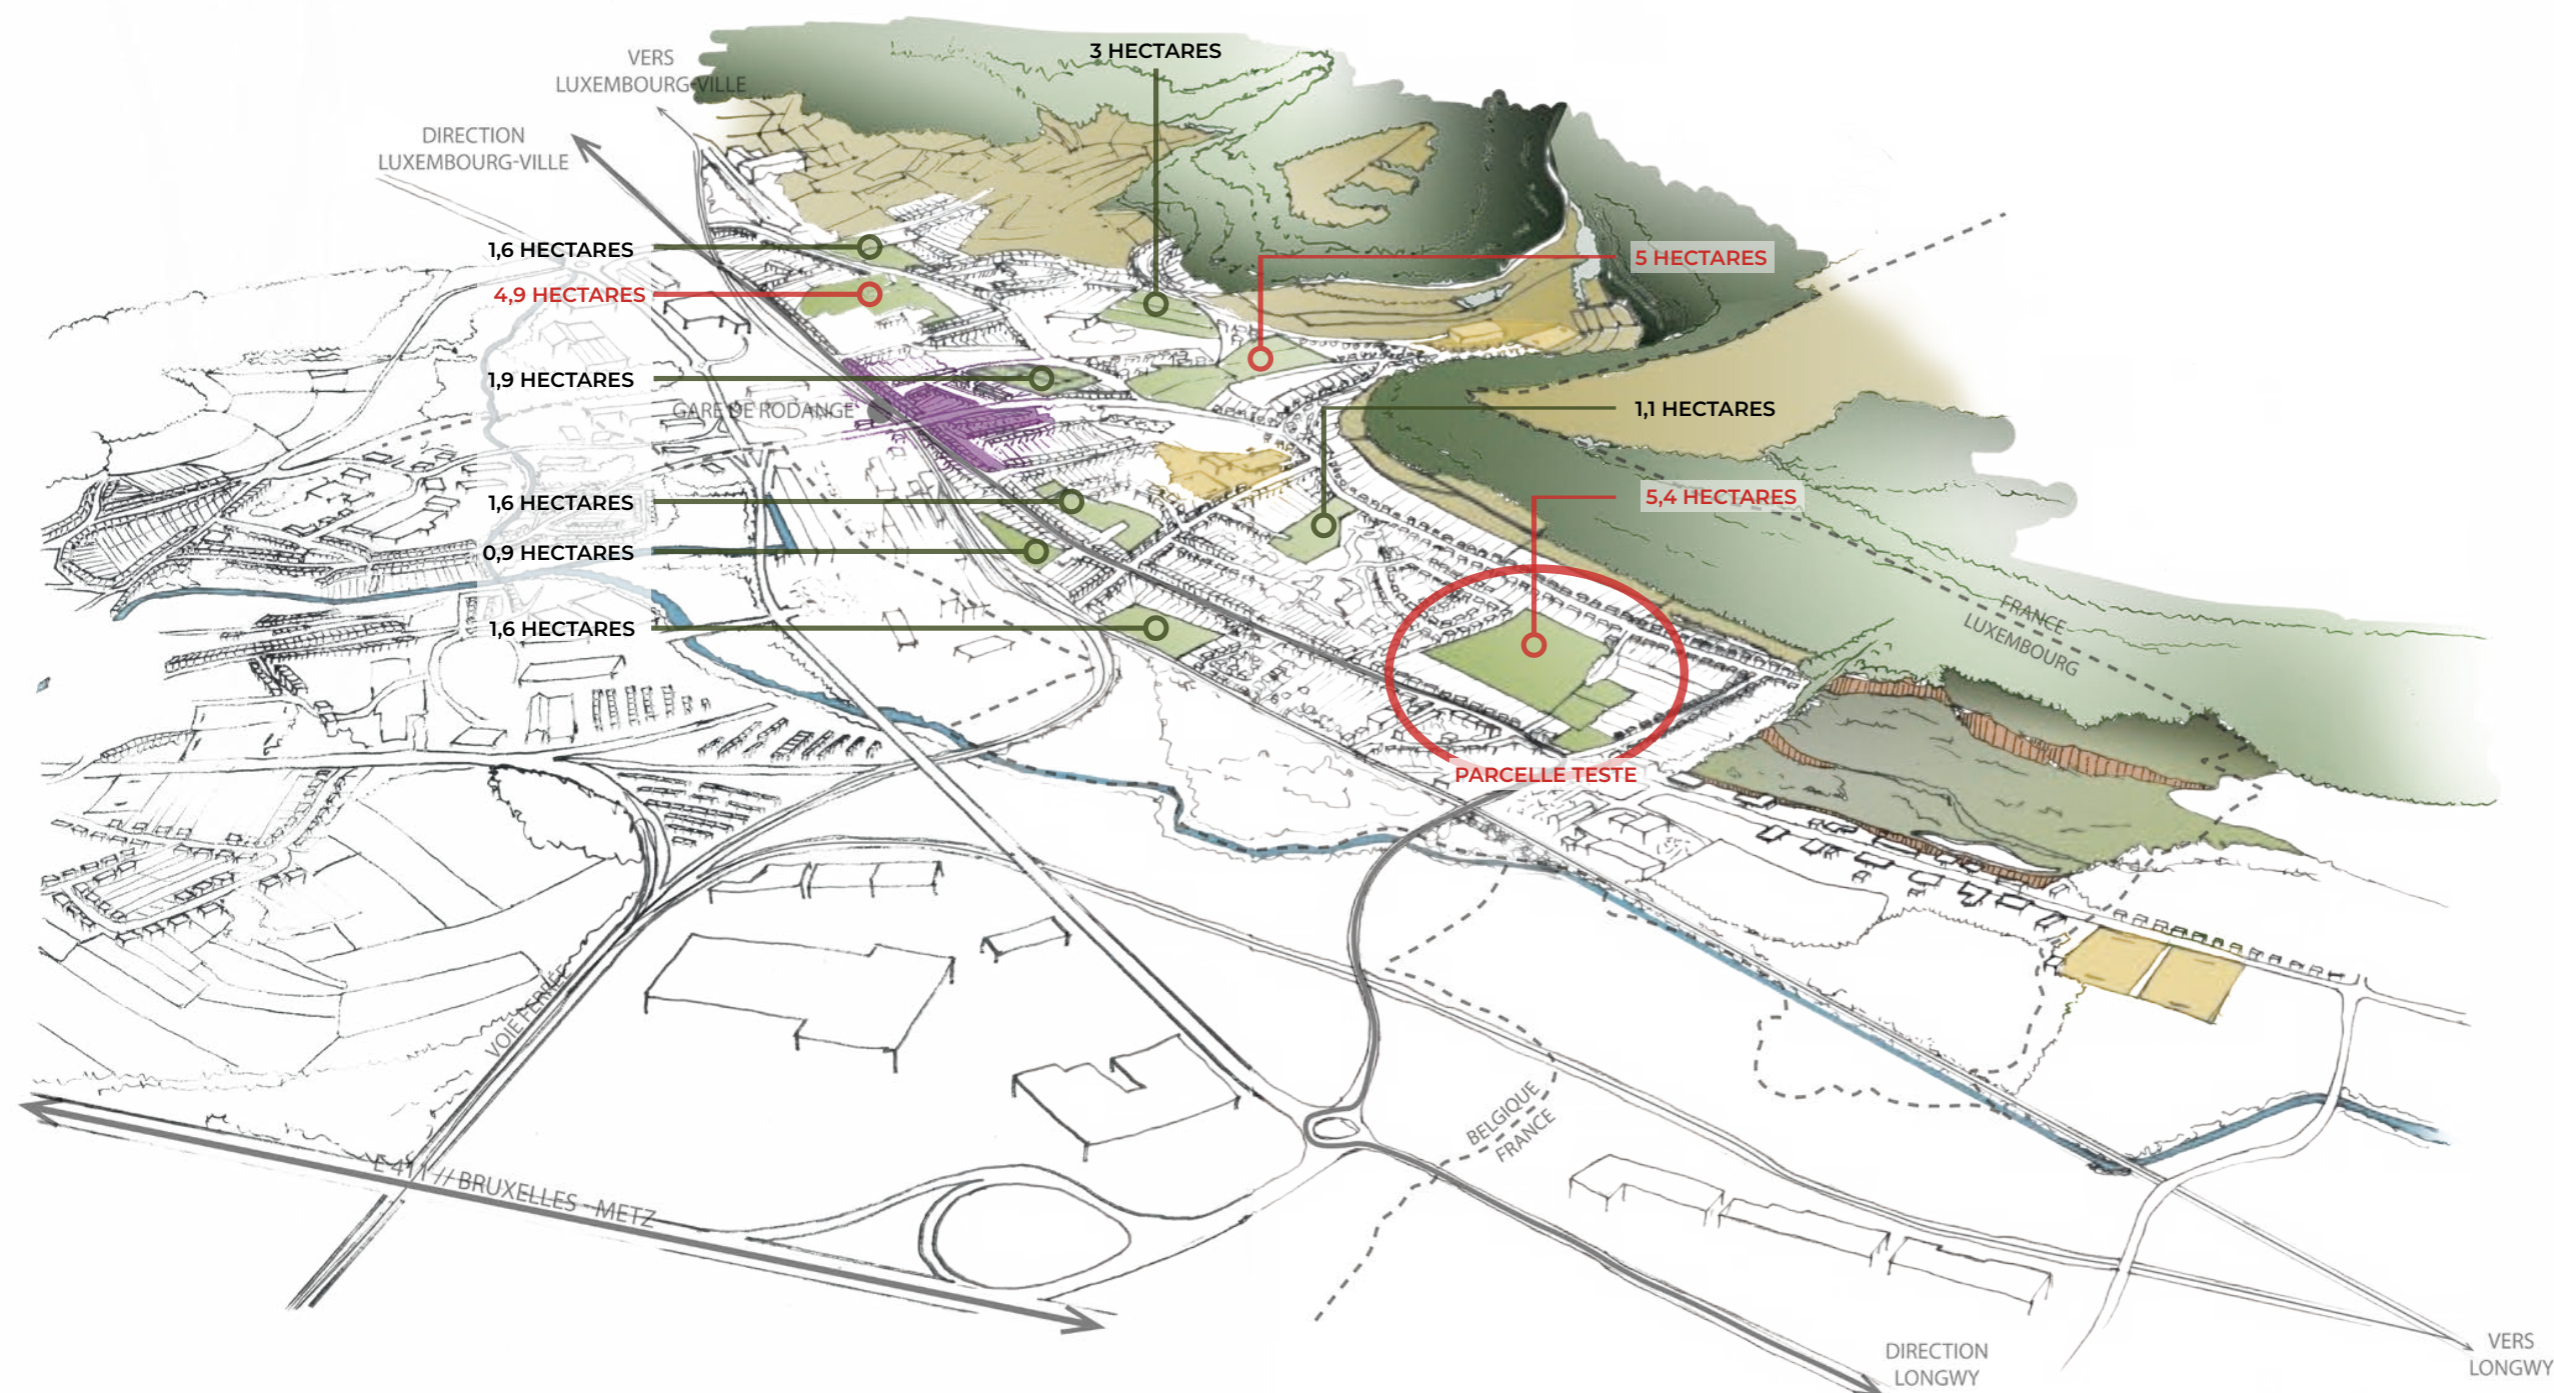 3 HECTARES
VERS
LUXEMBOURG-VILLE
DIRECTION
LUXEMBOURG-VILLE
1,6 HECTARES
5 HECTARES
4,9 HECTARES
1,9 HECTARES
GARE DE RODANGE
1,1 HECTARES
1,6 HECTARES
5,4 HECTARES
0,9 HECTARES
1,6 HECTARES
FRANCE
LUXEMBOURG
PARCELLE TESTE
VOIE FERRÉE
BELGIQUE
FRANCE
E 411 // BRUXELLES - METZ
DIRECTION
LONGWY
VERS
LONGWY